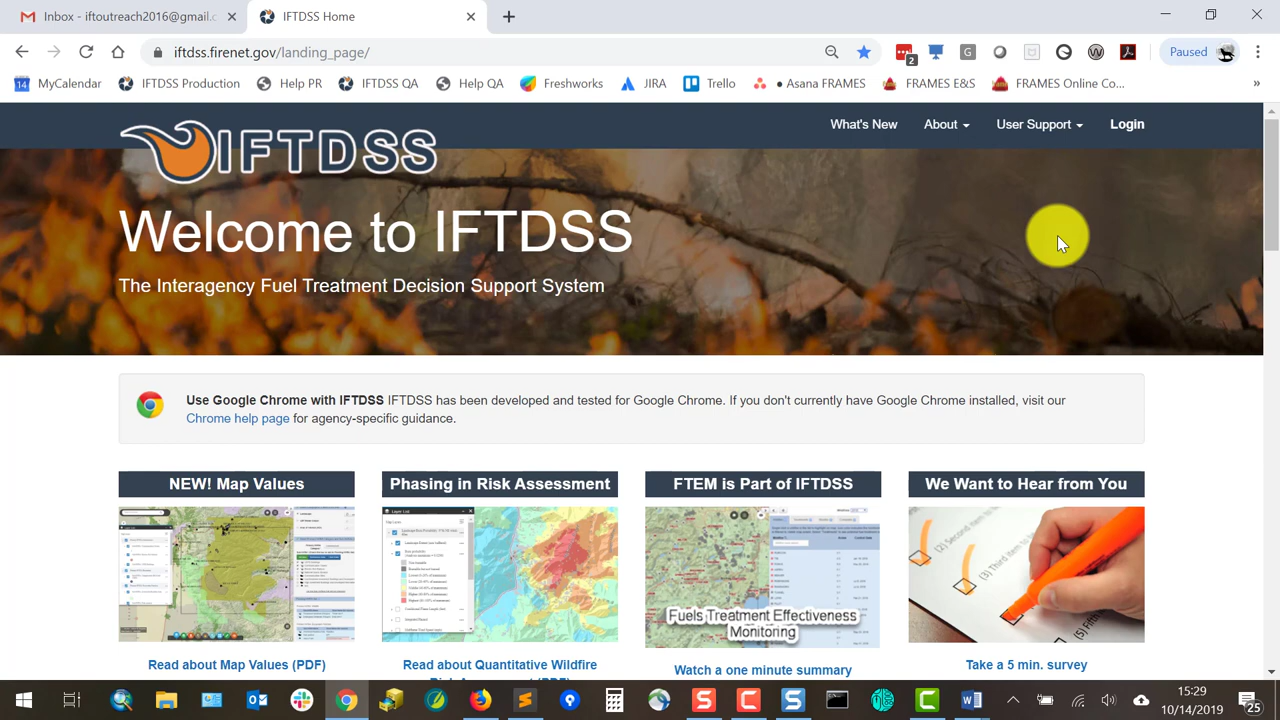 Inbox - iftoutreach2016@gmail.c
IFTDSS Home
iftdss.firenet.gov/landing_page/
2
Paused
14
MyCalendar
IFTDSS Production
Help PR
IFTDSS QA
Help QA
Freshworks
JIRA
Trello
● Asana FRAMES
FRAMES E&S
FRAMES Online Co...
»
IFTDSS
What's New
About
User Support
Login
Welcome to IFTDSS
The Interagency Fuel Treatment Decision Support System
Use Google Chrome with IFTDSS IFTDSS has been developed and tested for Google Chrome. If you don't currently have Google Chrome installed, visit our
Chrome help page for agency-specific guidance.
NEW! Map Values
Phasing in Risk Assessment
FTEM is Part of IFTDSS
We Want to Hear from You
Layer List
Fuels Treatment Effectiveness
Monitoring
Read about Map Values (PDF)
Read about Quantitative Wildfire
Watch a one minute summary
Take a 5 min. survey
15:29
10/14/2019
25